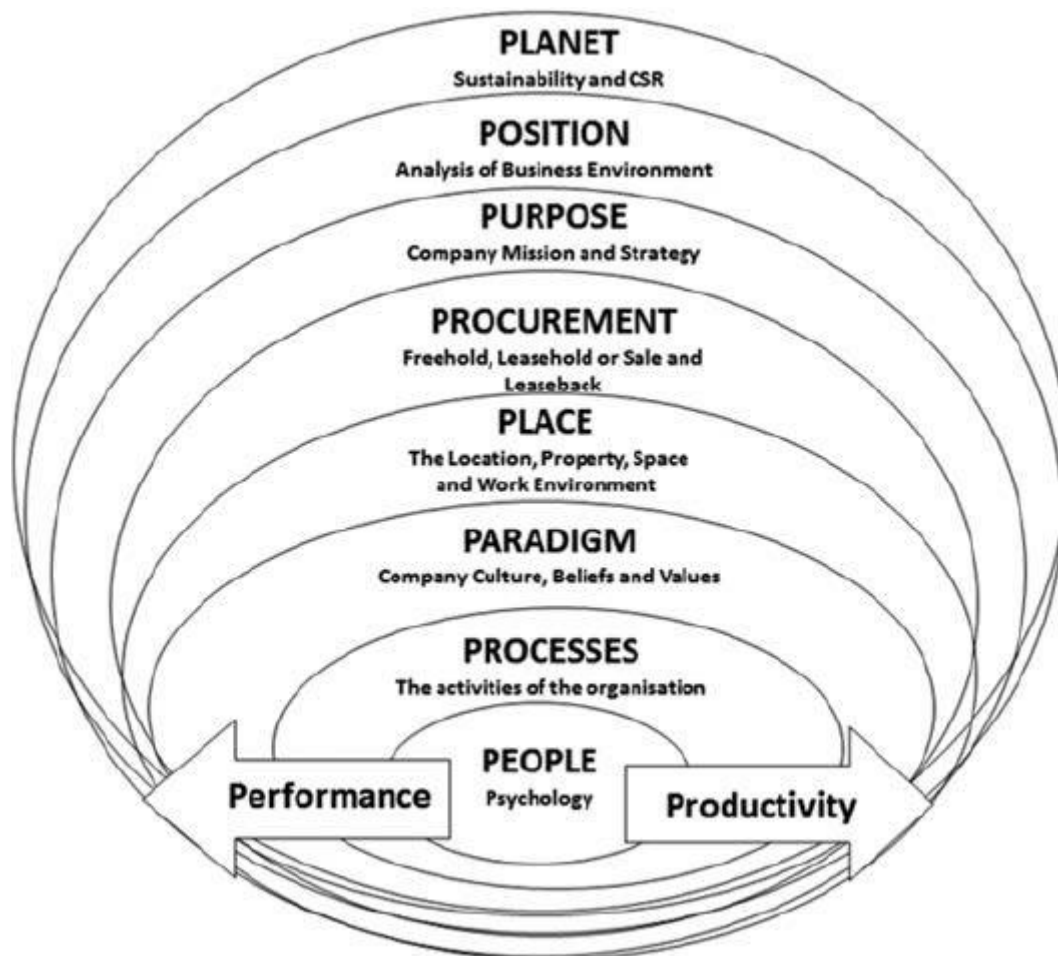 PLANET
Sustainability and CSR
POSITION
Analysis of Business Environment
PURPOSE
Company Mission and Strategy
PROCUREMENT
Freehold, Leasehold or Sale and
Leaseback
PLACE
The Location, Property, Space
and Work Environment
PARADIGM
Company Culture, Beliefs and Values
PROCESSES
The activities of the organisation
PEOPLE
Psychology
Performance
Productivity